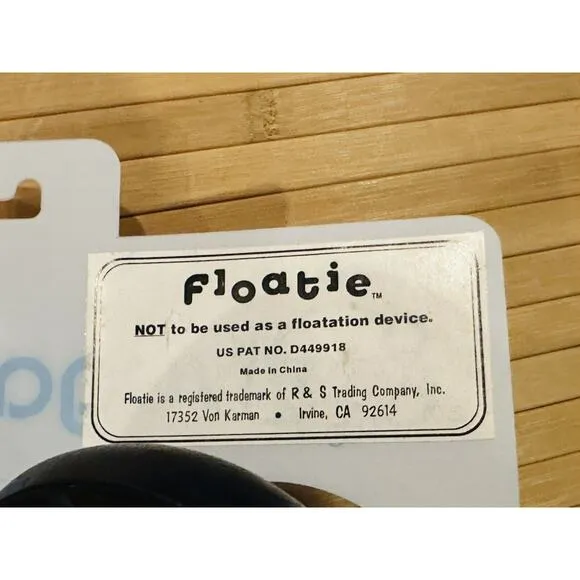 Floatie™
NOT to be used as a floatation device.
US PAT NO. D449918
Made in China
Floatie is a registered trademark of R & S Trading Company, Inc.
17352 Von Karman • Irvine, CA 92614